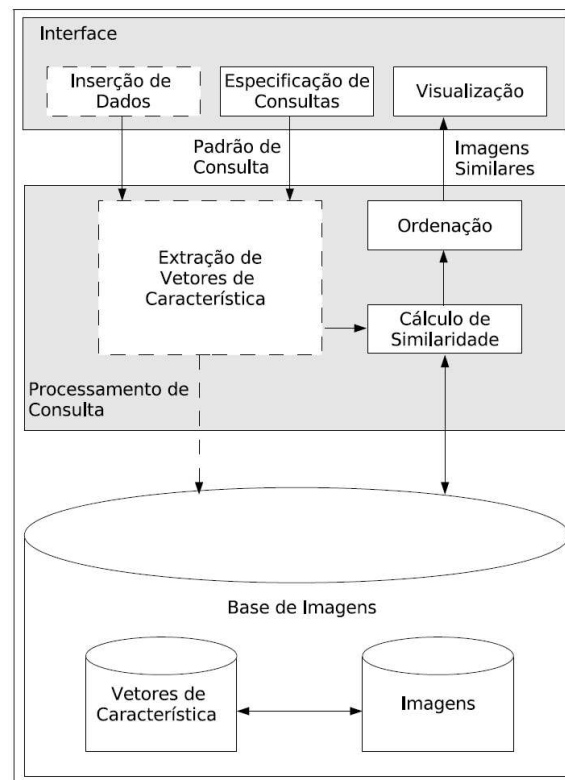 Interface
Inserção de
Dados
Especificação de
Consultas
Visualização
Padrão de
Consulta
Imagens
Similares
Extração de
Vetores de
Característica
Ordenação
Cálculo de
Similaridade
Processamento de
Consulta
Base de Imagens
Vetores de
Característica
Imagens